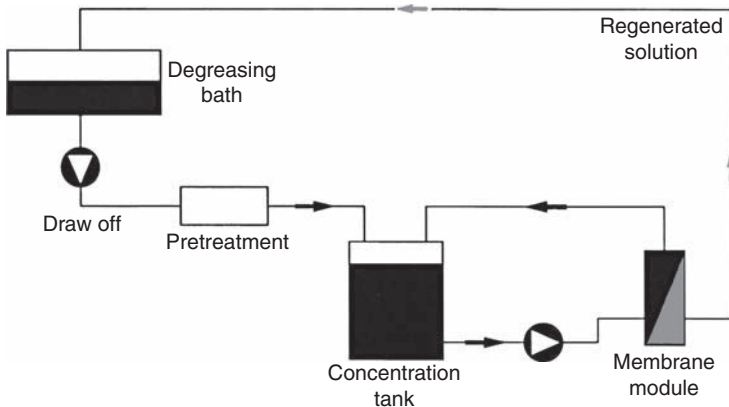 Regenerated
solution
Degreasing
bath
Draw off
Pretreatment
Concentration
tank
Membrane
module